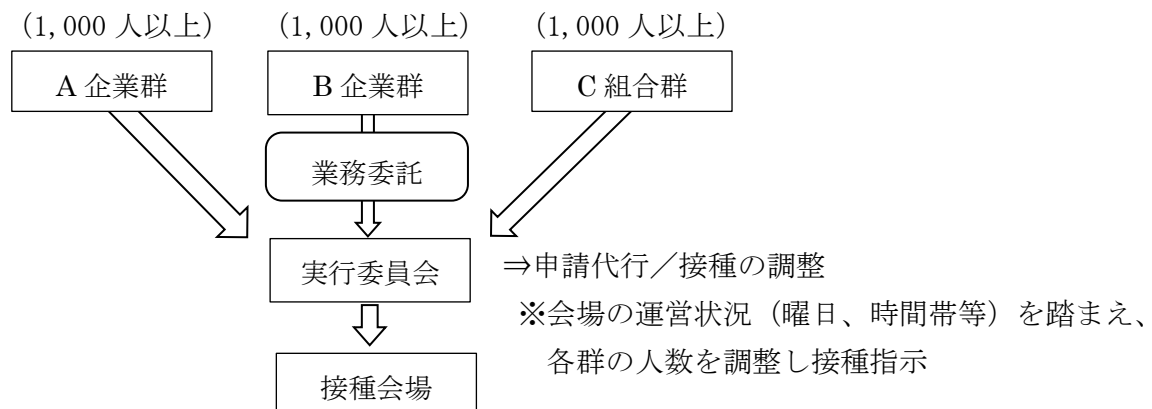 (1,000 人以上) (1,000 人以上) (1,000 人以上)
A 企業群 B 企業群 C 組合群
業務委託
実行委員会 ⇒申請代行／接種の調整
※会場の運営状況（曜日、時間帯等）を踏まえ、
各群の人数を調整し接種指示
接種会場